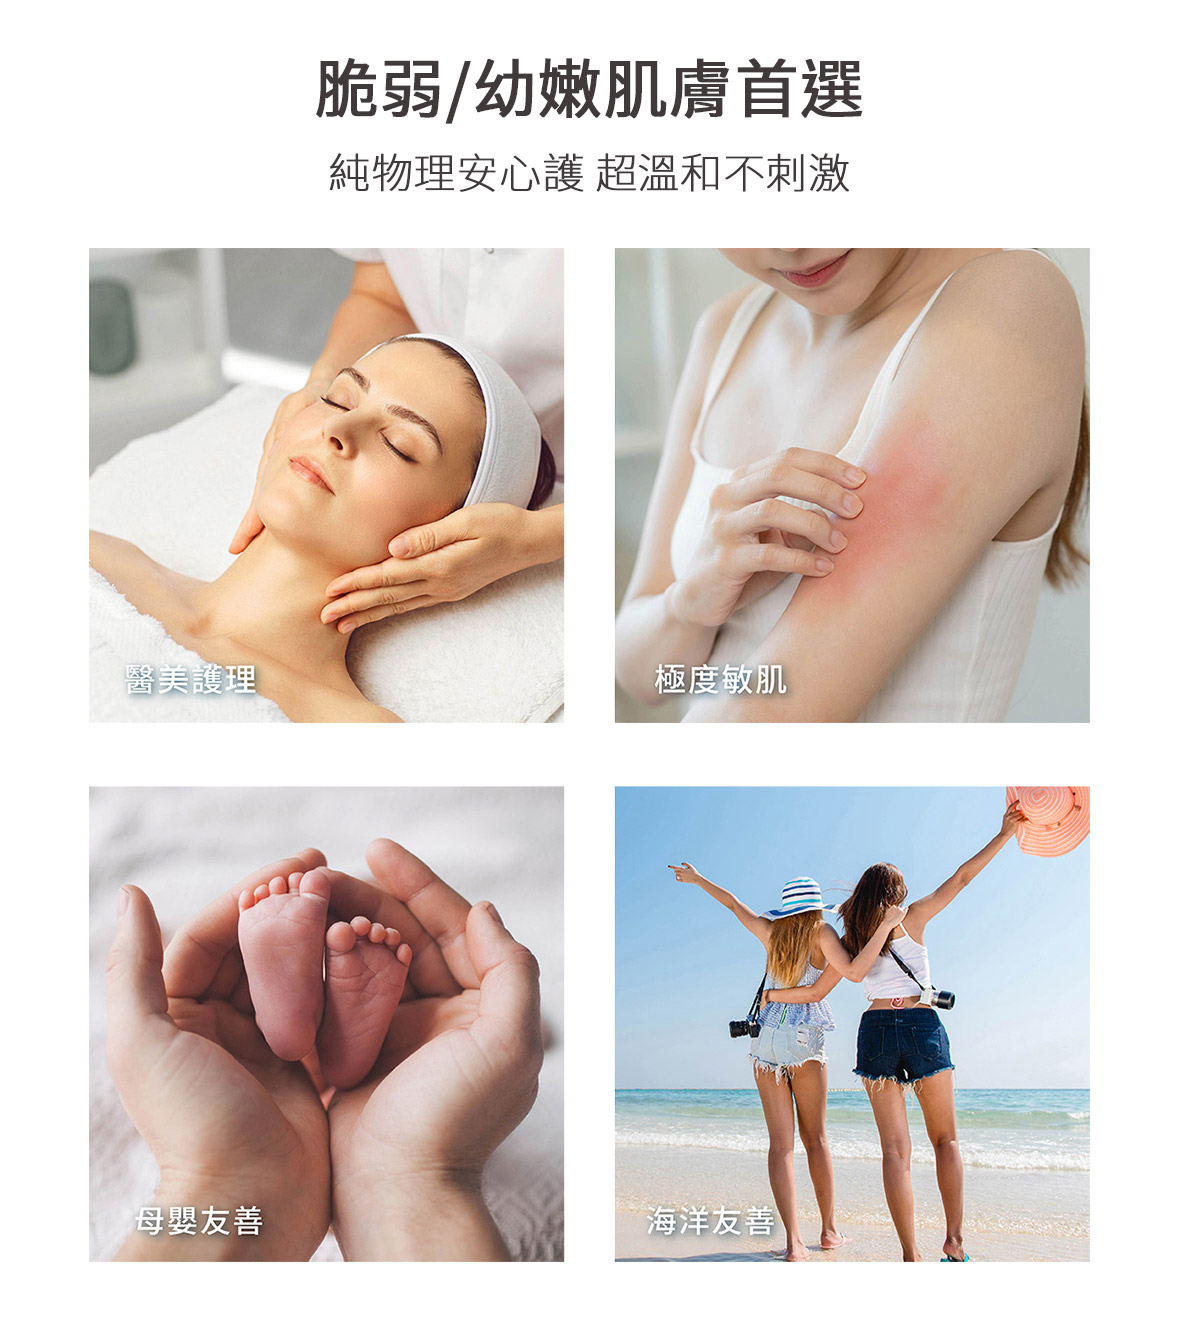 脆弱/幼嫩肌膚首選
純物理安心護 超溫和不刺激
醫美護理
極度敏肌
母嬰友善
海洋友善